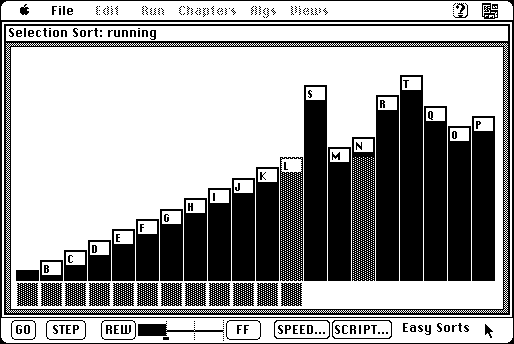 File Edit Run Chapters Algs Views ?
Selection Sort: running
B C D E F G H I J K L S M N R T Q O P
GO STEP REW FF SPEED... SCRIPT... Easy Sorts